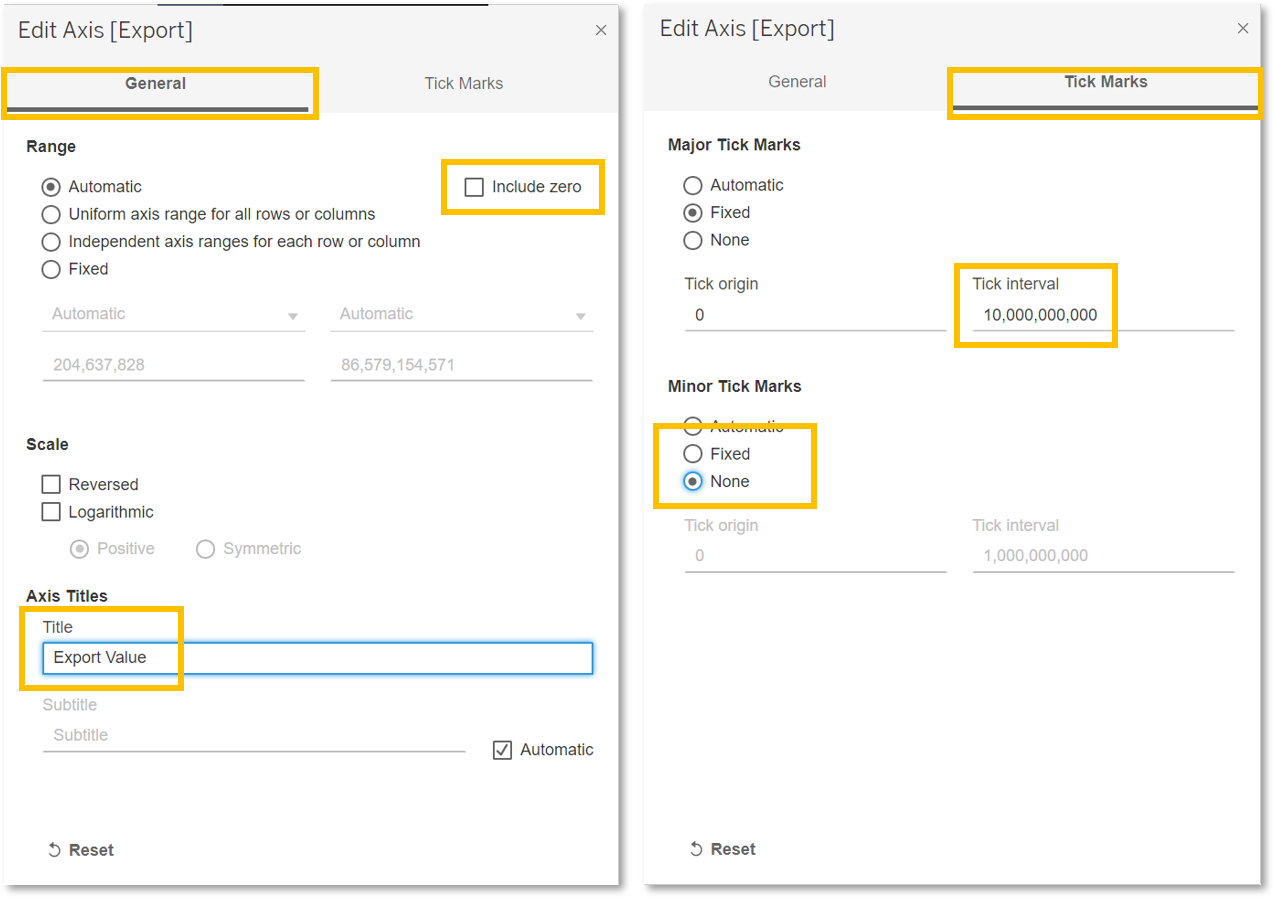 Edit Axis [Export]
General
Tick Marks
Range
Automatic
Include zero
Uniform axis range for all rows or columns
Independent axis ranges for each row or column
Fixed
Automatic
Automatic
204,637,828
86,579,154,571
Scale
Reversed
Logarithmic
Positive
Symmetric
Axis Titles
Title
Export Value
Subtitle
Subtitle
Automatic
Reset
Edit Axis [Export]
General
Tick Marks
Major Tick Marks
Automatic
Fixed
None
Tick origin
Tick interval
0
10,000,000,000
Minor Tick Marks
Automatic
Fixed
None
Tick origin
Tick interval
0
1,000,000,000
Reset